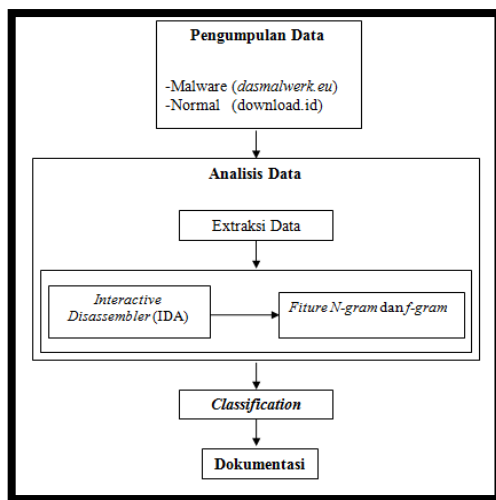 Pengumpulan Data
-Malware (dasmalwerk.eu)
-Normal (download.id)
Analisis Data
Extraksi Data
Interactive
Disassembler (IDA)
Fiture N-gram dan f-gram
Classification
Dokumentasi